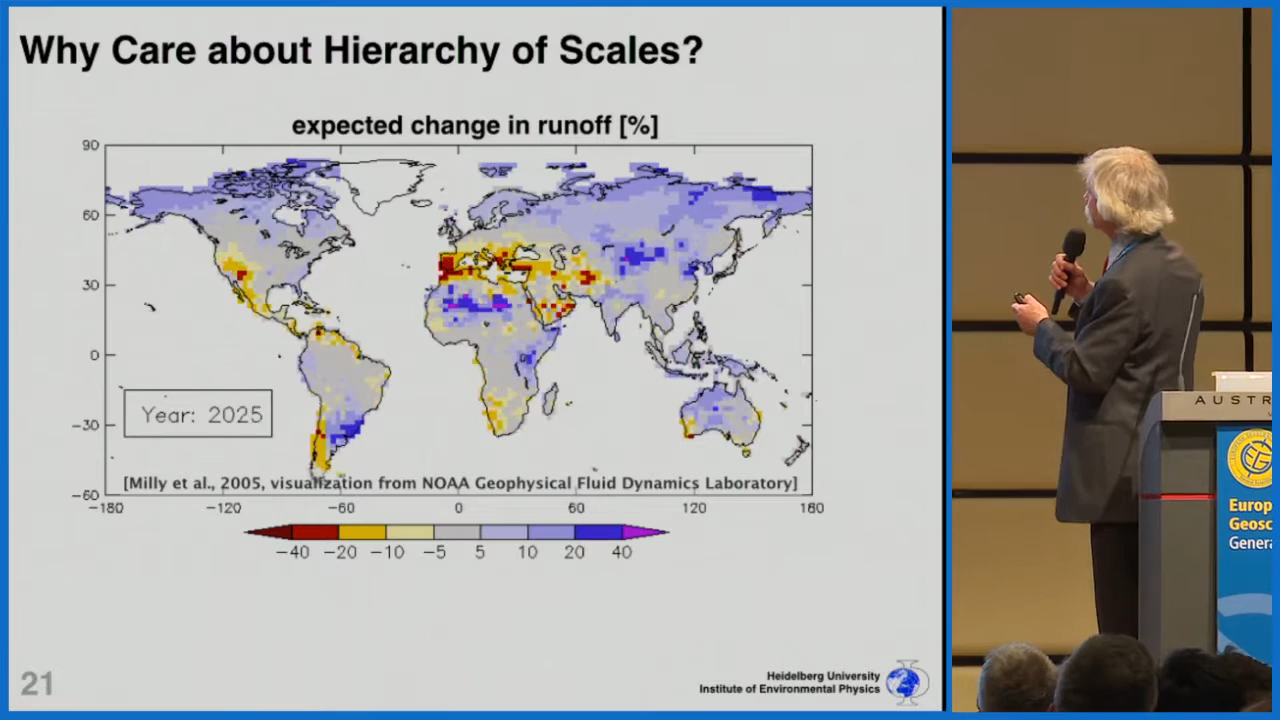 Why Care about Hierarchy of Scales?
expected change in runoff [%]
90
60
30
0
−30
−60
Year: 2025
[Milly et al., 2005, visualization from NOAA Geophysical Fluid Dynamics Laboratory]
−180 −120 −60 0 60 120 180
−40 −20 −10 −5 5 10 20 40
21
Heidelberg University
Institute of Environmental Physics
AUSTR
EGU
Europ
Geosc
Genera